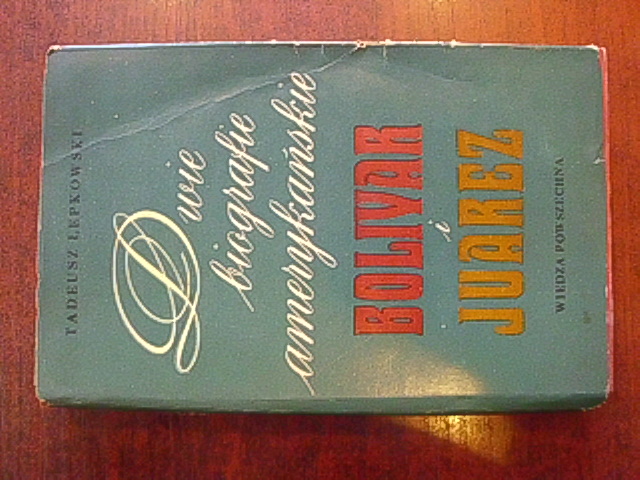 TADEUSZ ŁEPKOWSKI
Dwie
biografie
amerykańskie
BOLIVAR
i
JUAREZ
WIEDZA POWSZECHNA